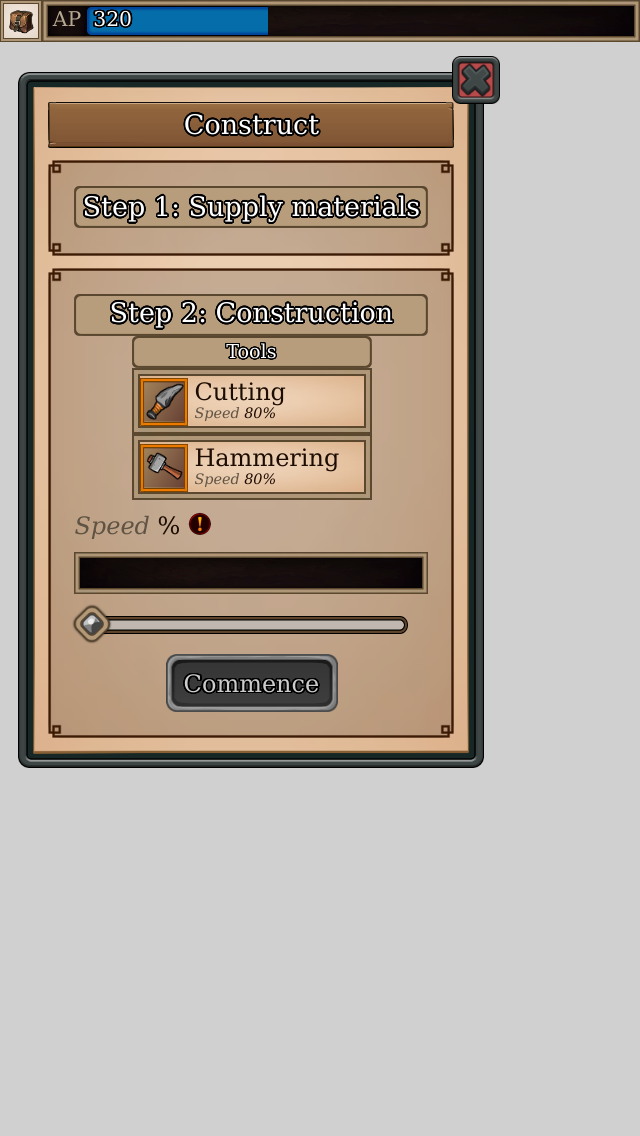 AP 320
Construct
Step 1: Supply materials
Step 2: Construction
Tools
Cutting
Speed 80%
Hammering
Speed 80%
Speed % !
Commence